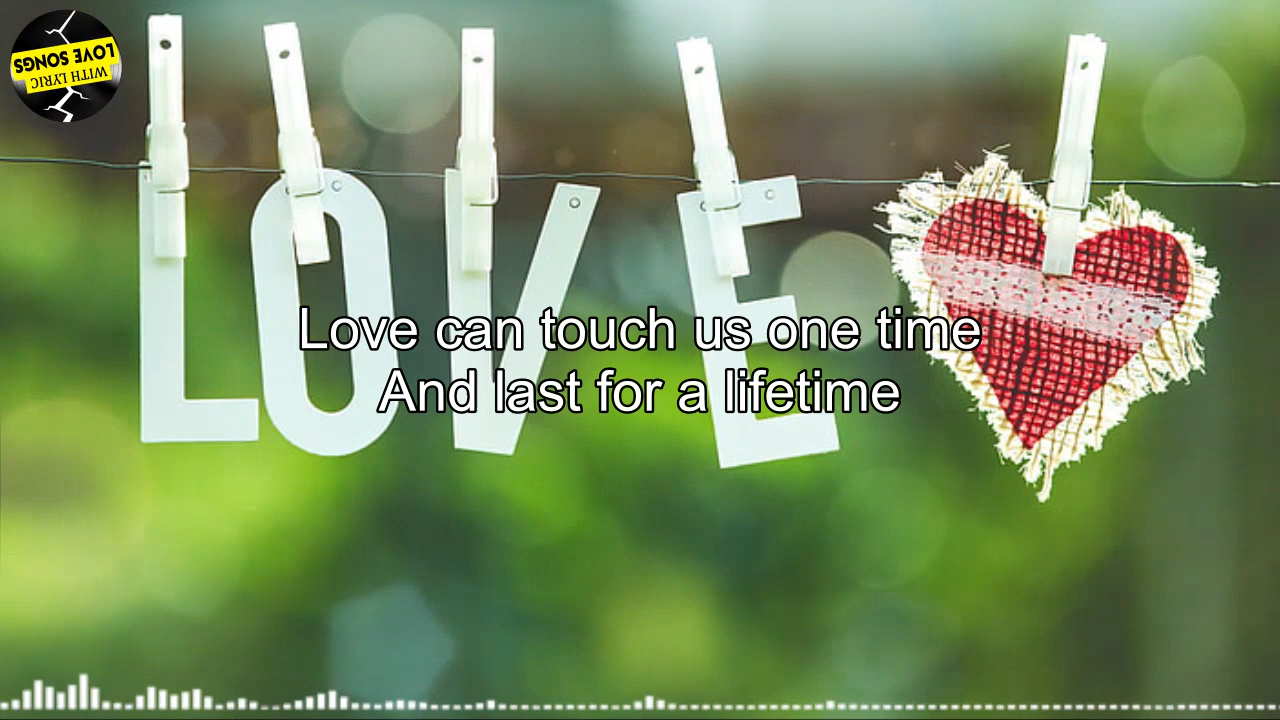 LOVE SONGS
WITH LYRIC
LOVE
Love can touch us one time
And last for a lifetime